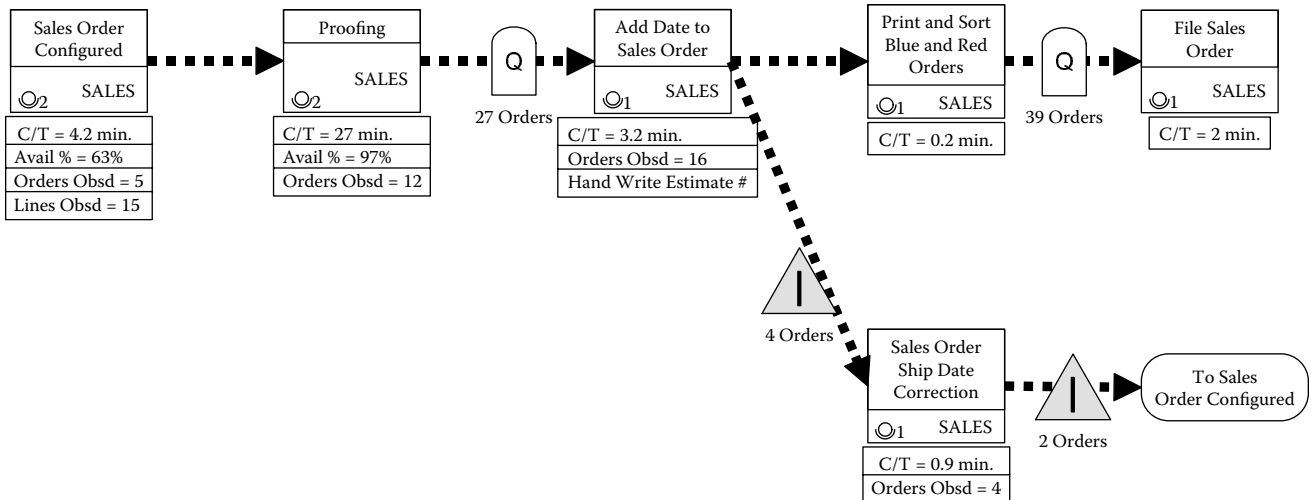 Sales Order
Configured
2 SALES
C/T = 4.2 min.
Avail % = 63%
Orders Obsd = 5
Lines Obsd = 15
Proofing
SALES
2
C/T = 27 min.
Avail % = 97%
Orders Obsd = 12
Q
27 Orders
Add Date to
Sales Order
1 SALES
C/T = 3.2 min.
Orders Obsd = 16
Hand Write Estimate #
Print and Sort
Blue and Red
Orders
1 SALES
C/T = 0.2 min.
Q
39 Orders
File Sales
Order
1 SALES
C/T = 2 min.
I
4 Orders
Sales Order
Ship Date
Correction
1 SALES
C/T = 0.9 min.
Orders Obsd = 4
I
2 Orders
To Sales
Order Configured